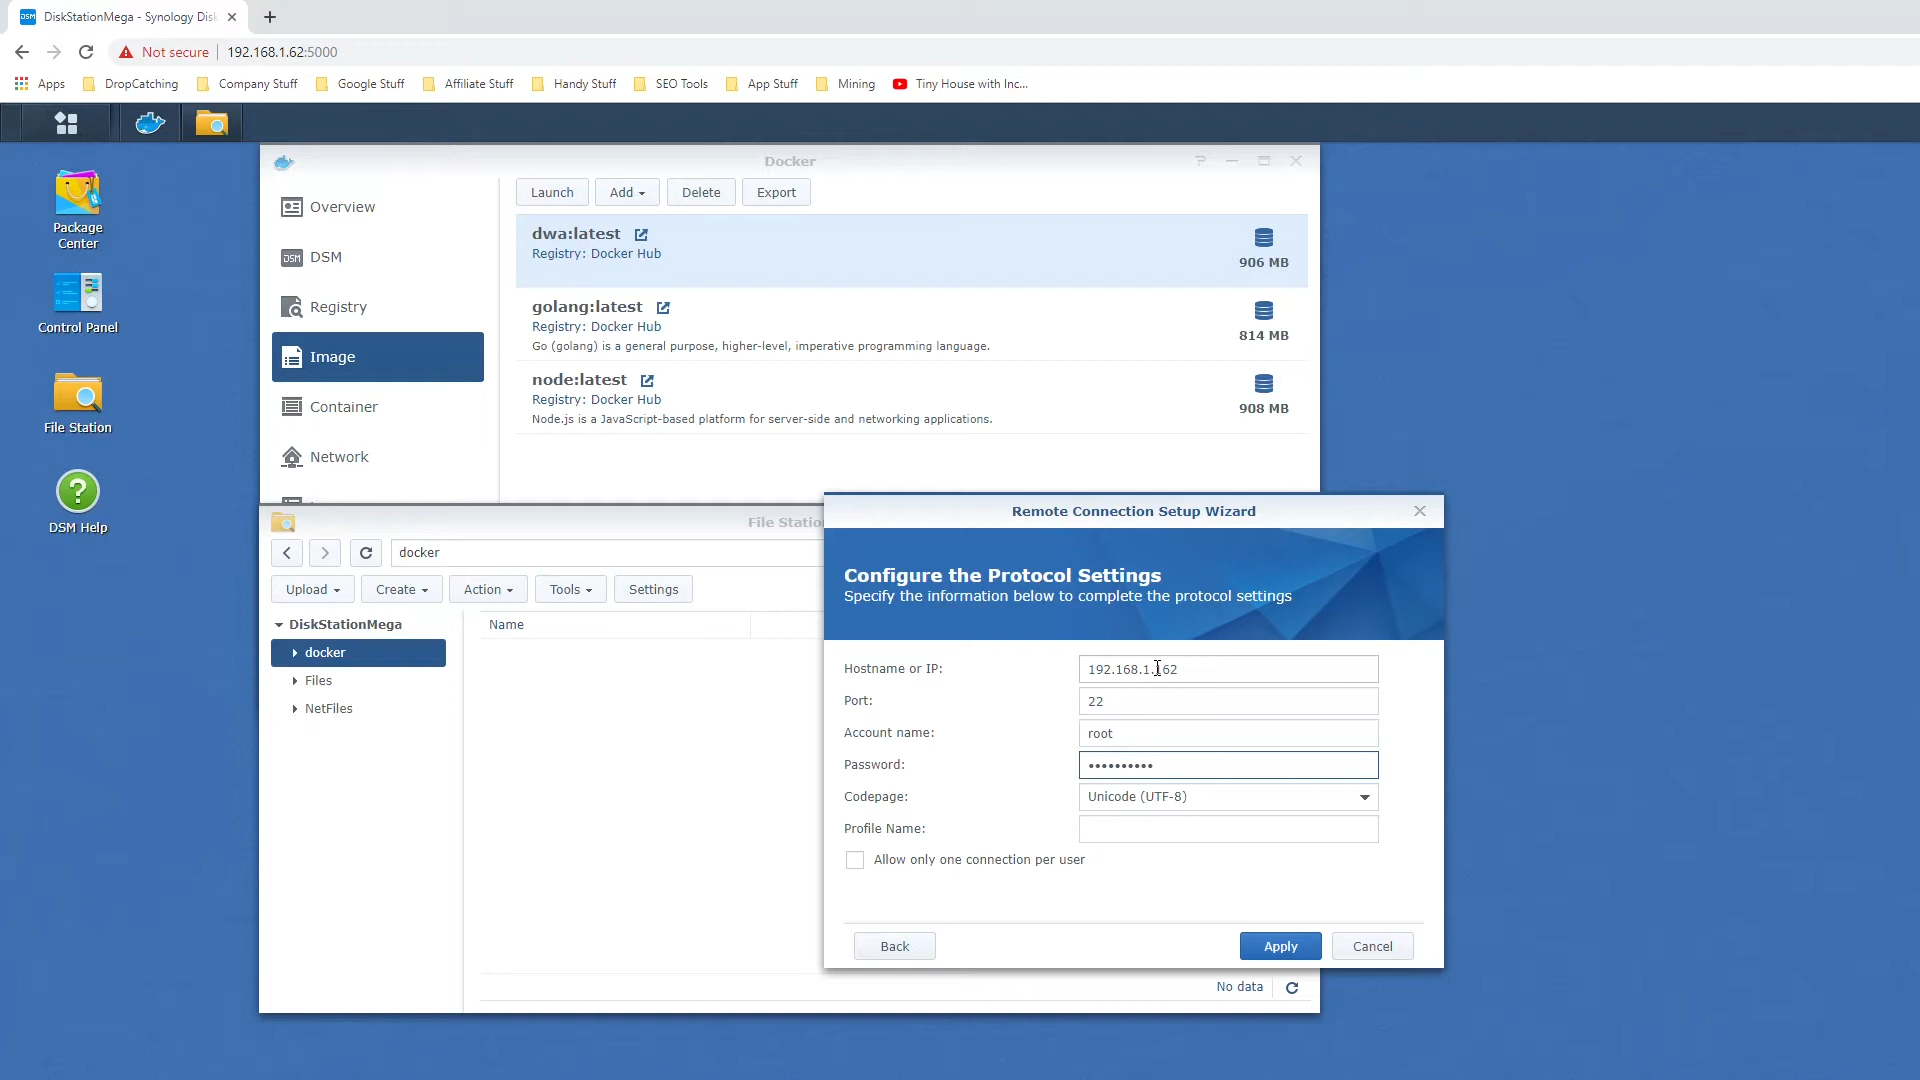 DSM DiskStationMega - Synology Disk
Not secure 192.168.1.62:5000
Apps DropCatching Company Stuff Google Stuff Affiliate Stuff Handy Stuff SEO Tools App Stuff Mining Tiny House with Inc...
Package
Center
Control Panel
File Station
DSM Help
Docker
Overview
DSM DSM
Registry
Image
Container
Network
Launch Add Delete Export
dwa:latest
Registry: Docker Hub
906 MB
golang:latest
Registry: Docker Hub
Go (golang) is a general purpose, higher-level, imperative programming language.
814 MB
node:latest
Registry: Docker Hub
Node.js is a JavaScript-based platform for server-side and networking applications.
908 MB
File Statio
docker
Upload Create Action Tools Settings
DiskStationMega
docker
Files
NetFiles
Name
No data
Remote Connection Setup Wizard
Configure the Protocol Settings
Specify the information below to complete the protocol settings
Hostname or IP: 192.168.1.162
Port: 22
Account name: root
Password: ••••••••••
Codepage: Unicode (UTF-8)
Profile Name:
Allow only one connection per user
Back Apply Cancel